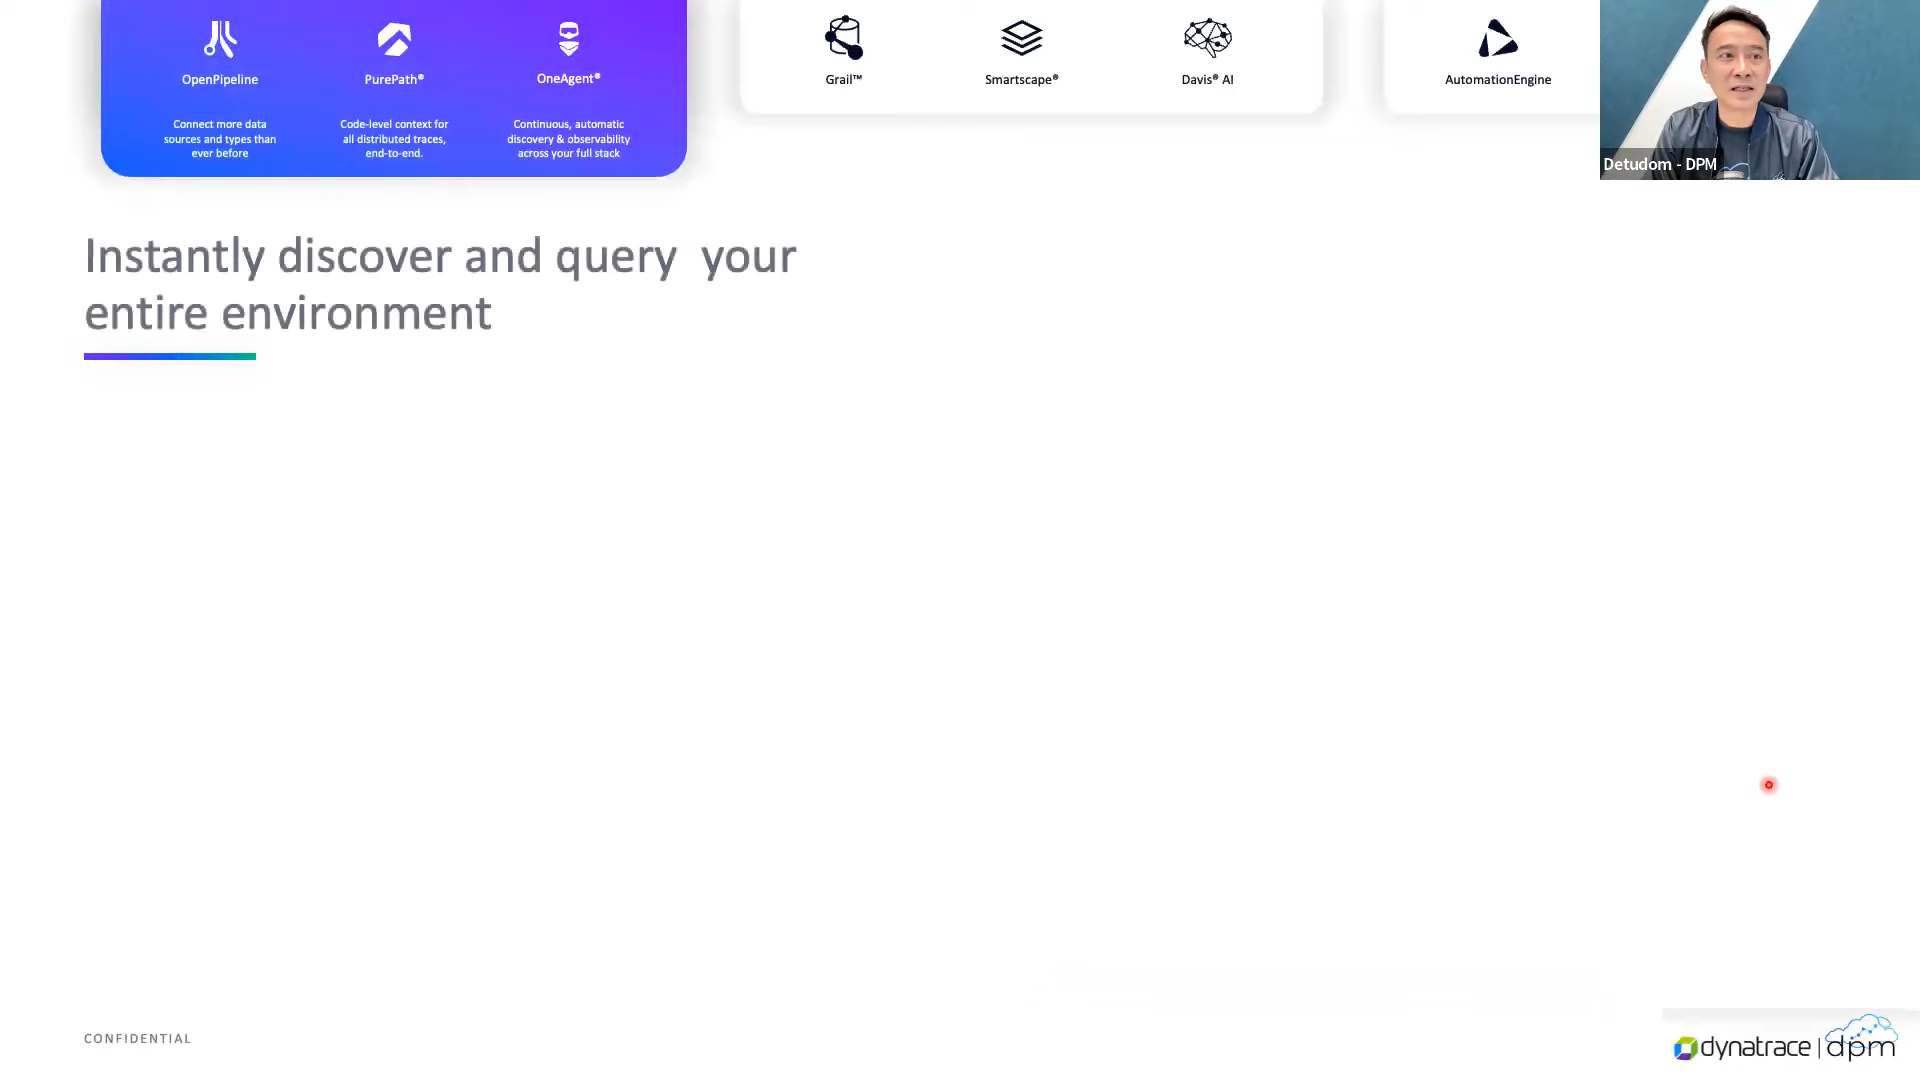 OpenPipeline
Connect more data
sources and types than
ever before
PurePath®
Code-level context for
all distributed traces,
end-to-end.
OneAgent®
Continuous, automatic
discovery & observability
across your full stack
Grail™
Smartscape®
Davis® AI
AutomationEngine
Detudom - DPM
Instantly discover and query  your
entire environment
CONFIDENTIAL
dynatrace | dpm